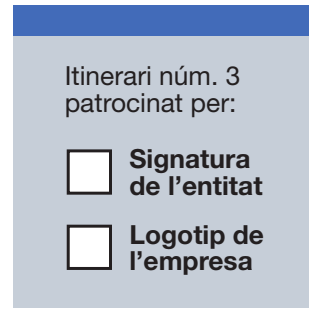 Itinerari núm. 3
patrocinat per:
Signatura
de l’entitat
Logotip de
l’empresa